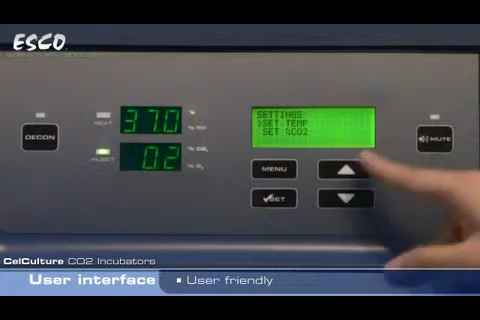 ESCO
DECON
HEAT
37.0
INJECT
0.2
% CO₂
% O₂
SETTINGS
>SET TEMP
SET %CO2
MENU
✓SET
MUTE
CelCulture CO2 Incubators
User interface
▪ User friendly